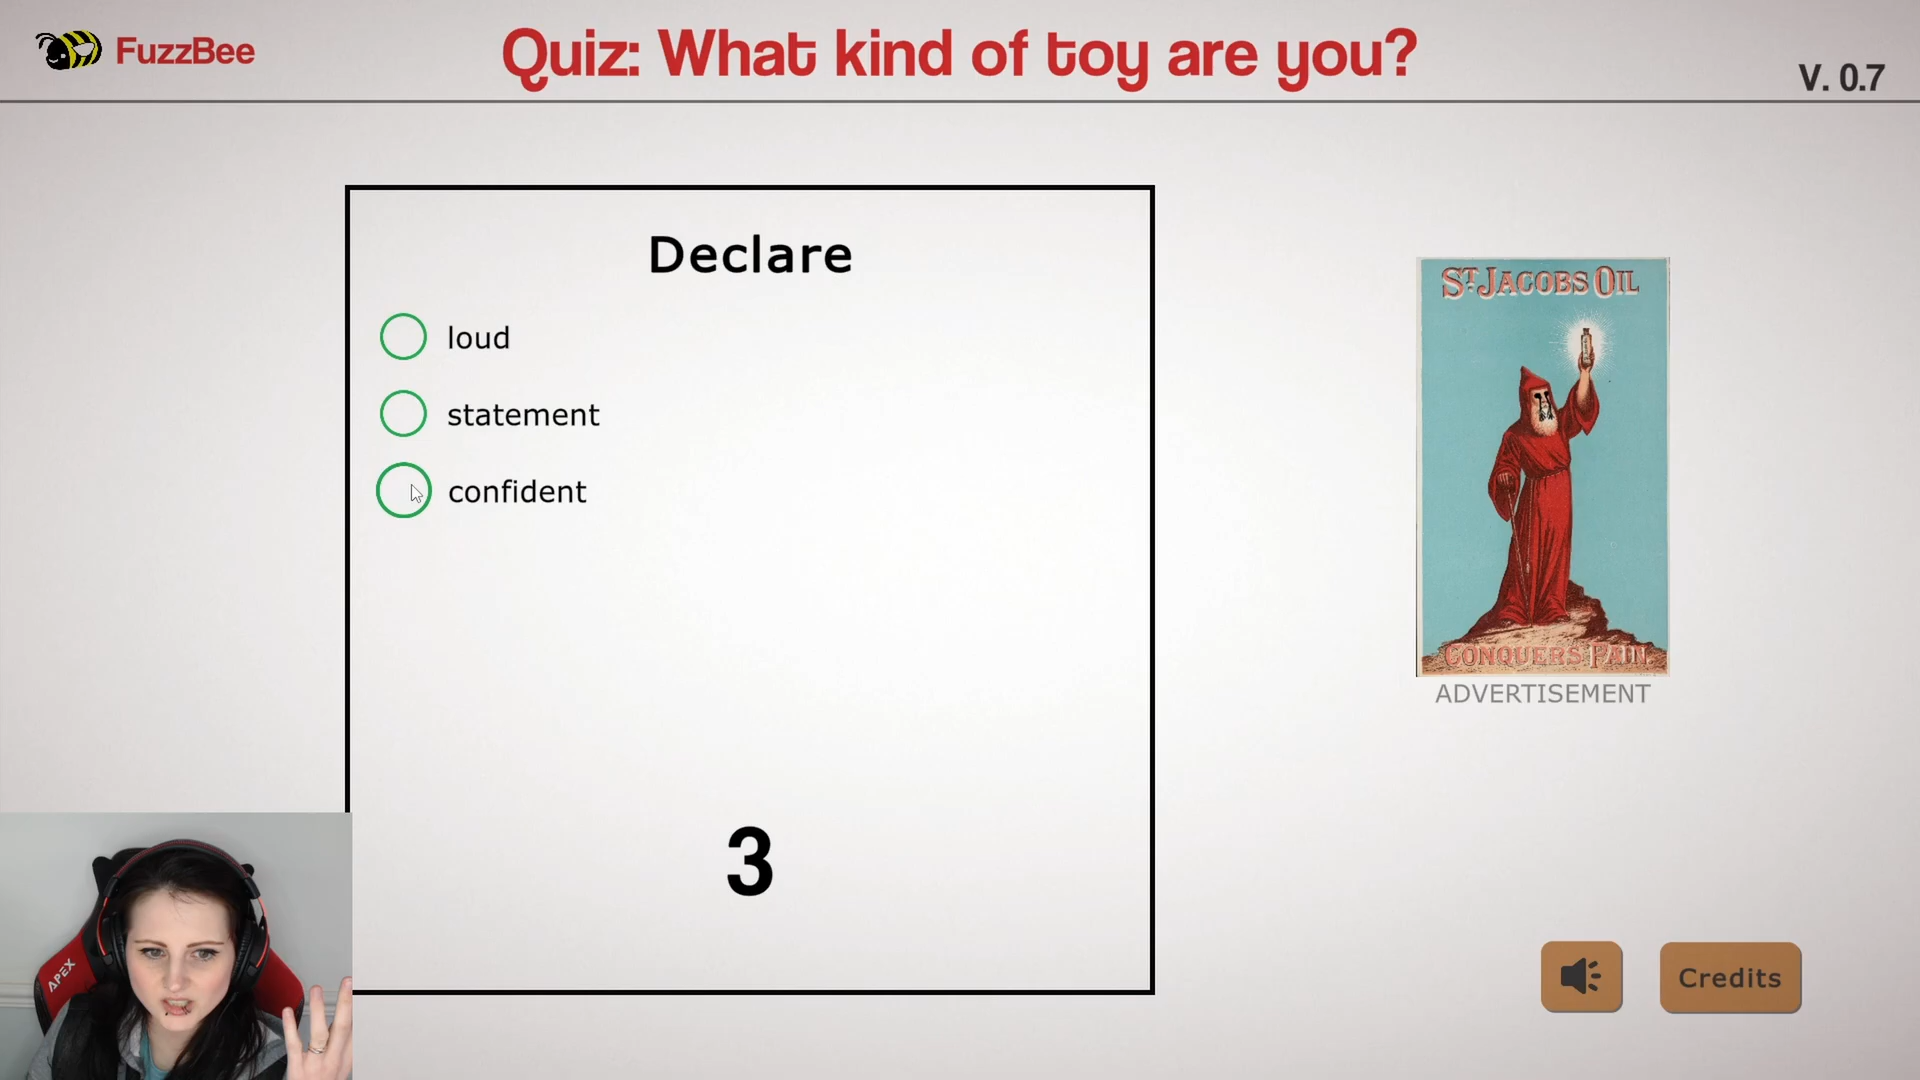 FuzzBee
Quiz: What kind of toy are you?
V. 0.7
Declare
loud
statement
confident
3
ST. JACOBS OIL
CONQUERS PAIN.
ADVERTISEMENT
Credits
APEX